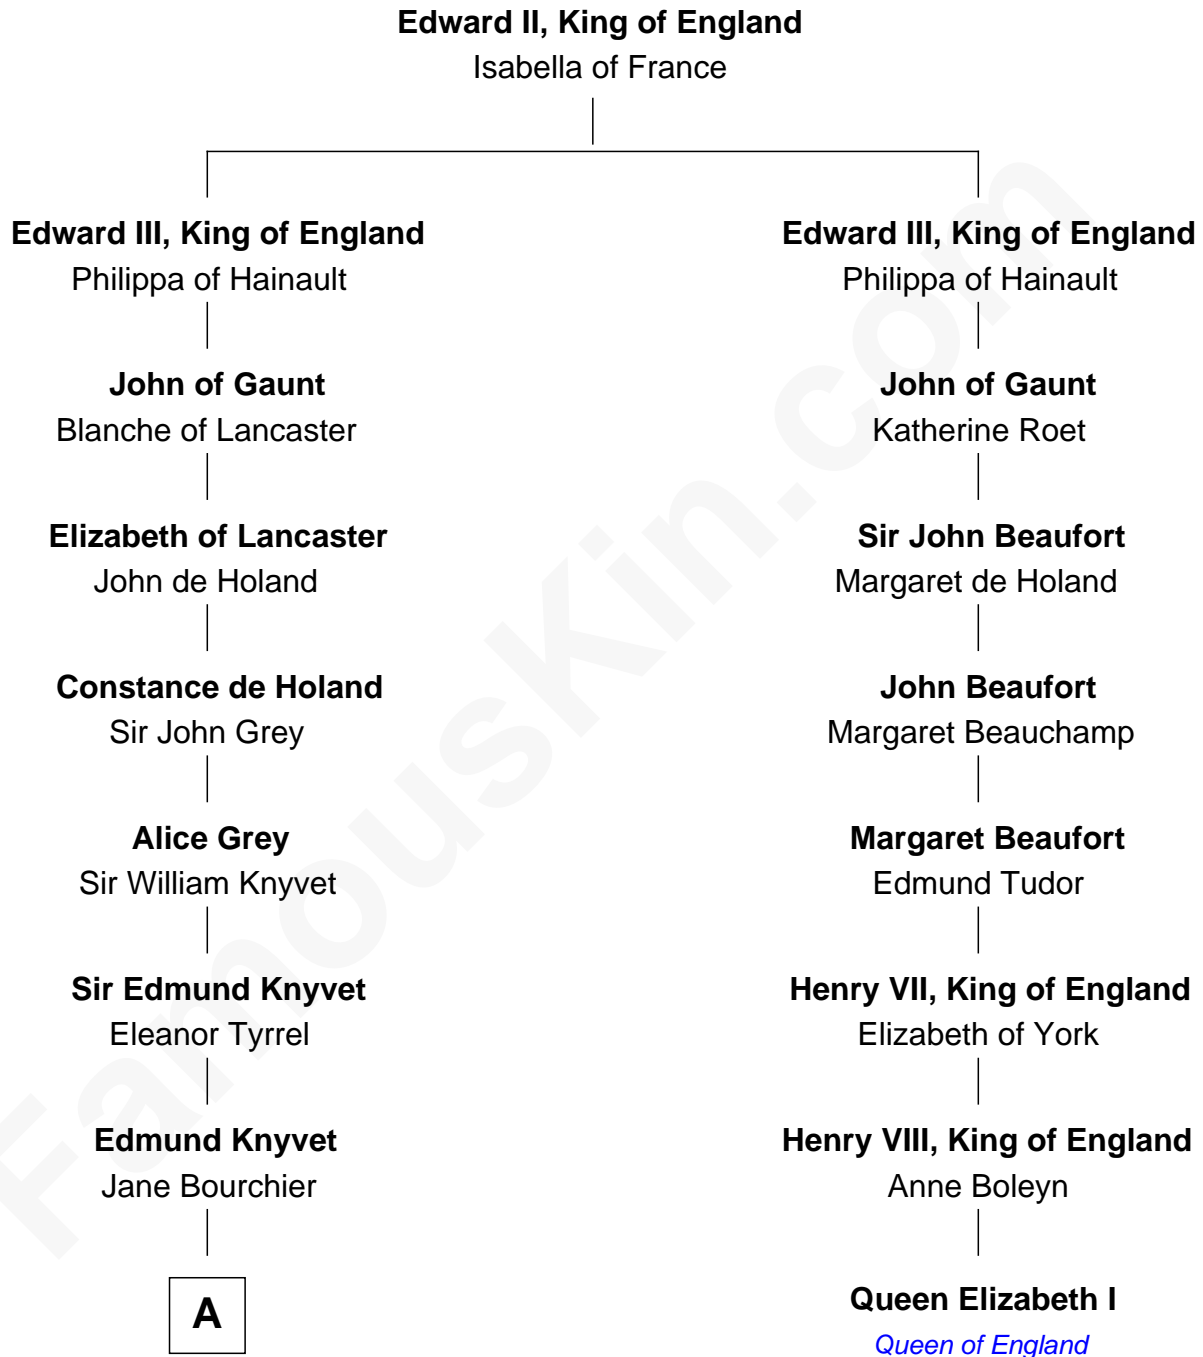 Edward II, King of England
Isabella of France
Edward III, King of England
Philippa of Hainault
John of Gaunt
Blanche of Lancaster
Elizabeth of Lancaster
John de Holand
Constance de Holand
Sir John Grey
Alice Grey
Sir William Knyvet
Sir Edmund Knyvet
Eleanor Tyrrel
Edmund Knyvet
Jane Bourchier
A
Edward III, King of England
Philippa of Hainault
John of Gaunt
Katherine Roet
Sir John Beaufort
Margaret de Holand
John Beaufort
Margaret Beauchamp
Margaret Beaufort
Edmund Tudor
Henry VII, King of England
Elizabeth of York
Henry VIII, King of England
Anne Boleyn
Queen Elizabeth I
Queen of England
FamousKin.com